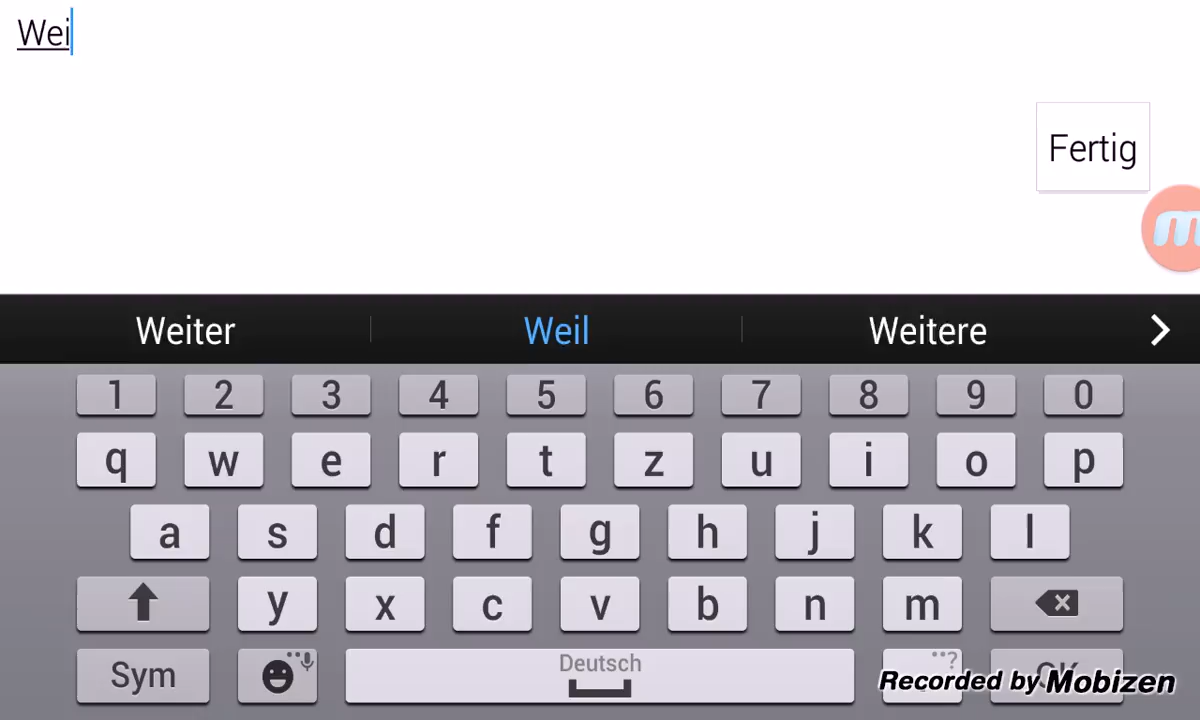 Wei
Fertig
m
Weiter Weil Weitere
1 2 3 4 5 6 7 8 9 0
q w e r t z u i o p
a s d f g h j k l
y x c v b n m
Sym Deutsch ? OK
Recorded by Mobizen